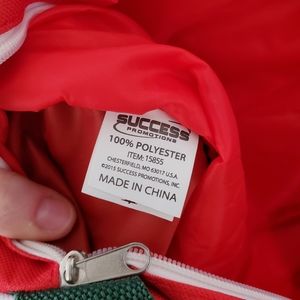 SUCCESS
PROMOTIONS
100% POLYESTER
ITEM: 15855
CHESTERFIELD, MO 63017 U.S.A.
©2015 SUCCESS PROMOTIONS, INC.
MADE IN CHINA